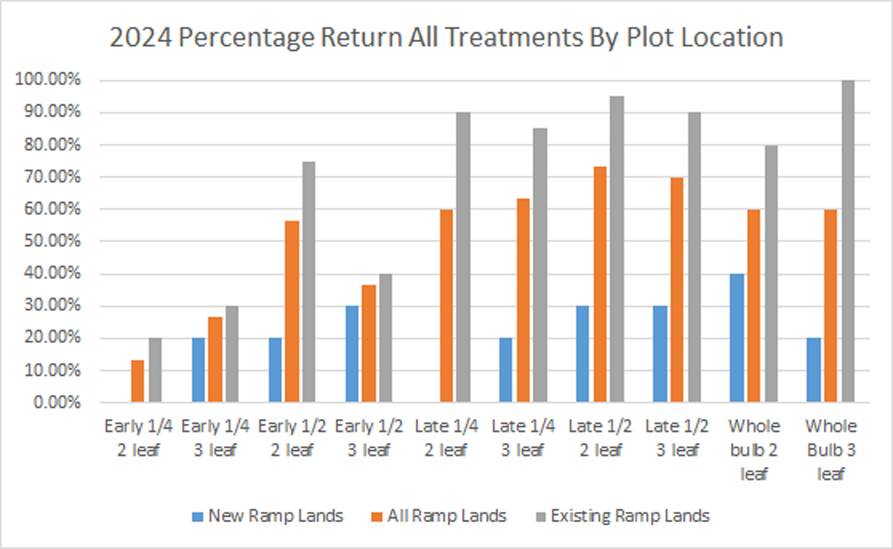 2024 Percentage Return All Treatments By Plot Location
100.00%
90.00%
80.00%
70.00%
60.00%
50.00%
40.00%
30.00%
20.00%
10.00%
0.00%
Early 1/4 Early 1/4 Early 1/2 Early 1/2 Late 1/4 Late 1/4 Late 1/2 Late 1/2 Whole Whole
2 leaf 3 leaf 2 leaf 3 leaf 2 leaf 3 leaf 2 leaf 3 leaf bulb 2 Bulb 3
leaf leaf
New Ramp Lands All Ramp Lands Existing Ramp Lands